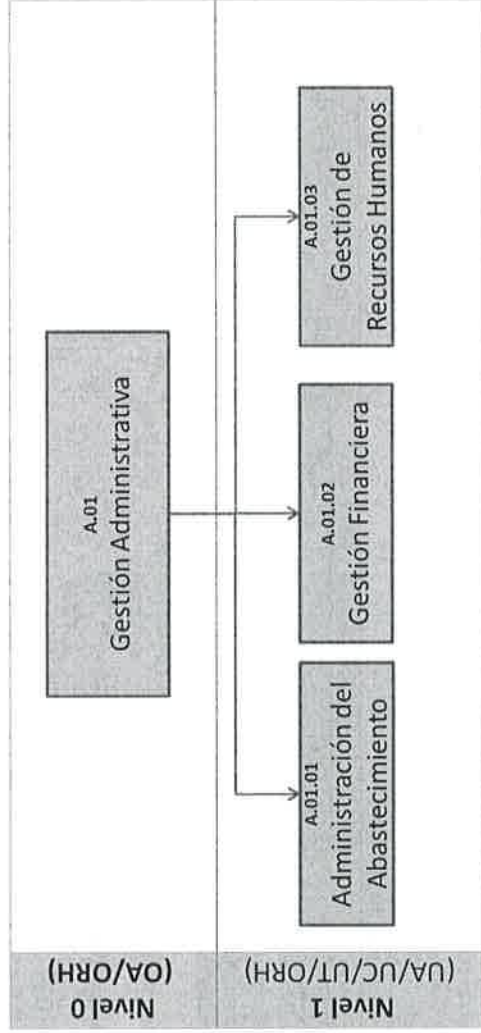 Nivel 0
(OA/ORH)
A.01
Gestión Administrativa
Nivel 1
(UA/UC/UT/ORH)
A.01.01
Administración del
Abastecimiento
A.01.02
Gestión Financiera
A.01.03
Gestión de
Recursos Humanos